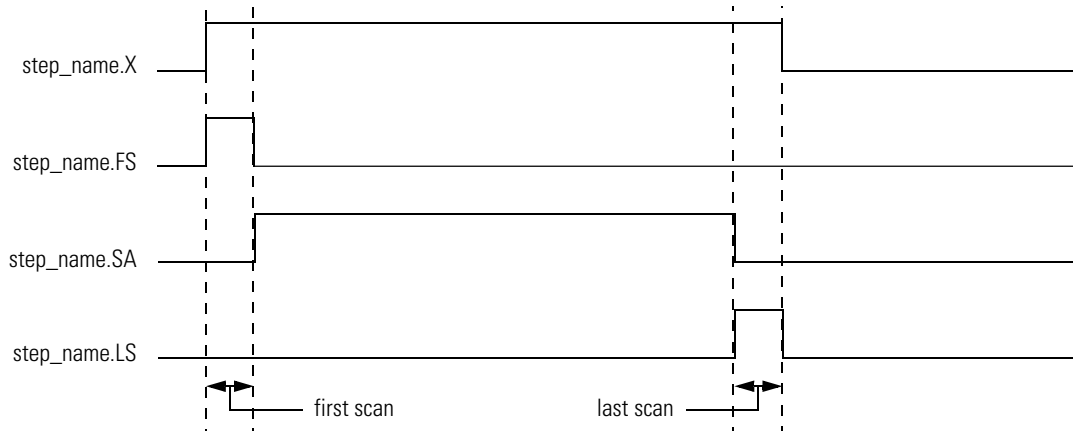 step_name.X
step_name.FS
step_name.SA
step_name.LS
first scan
last scan